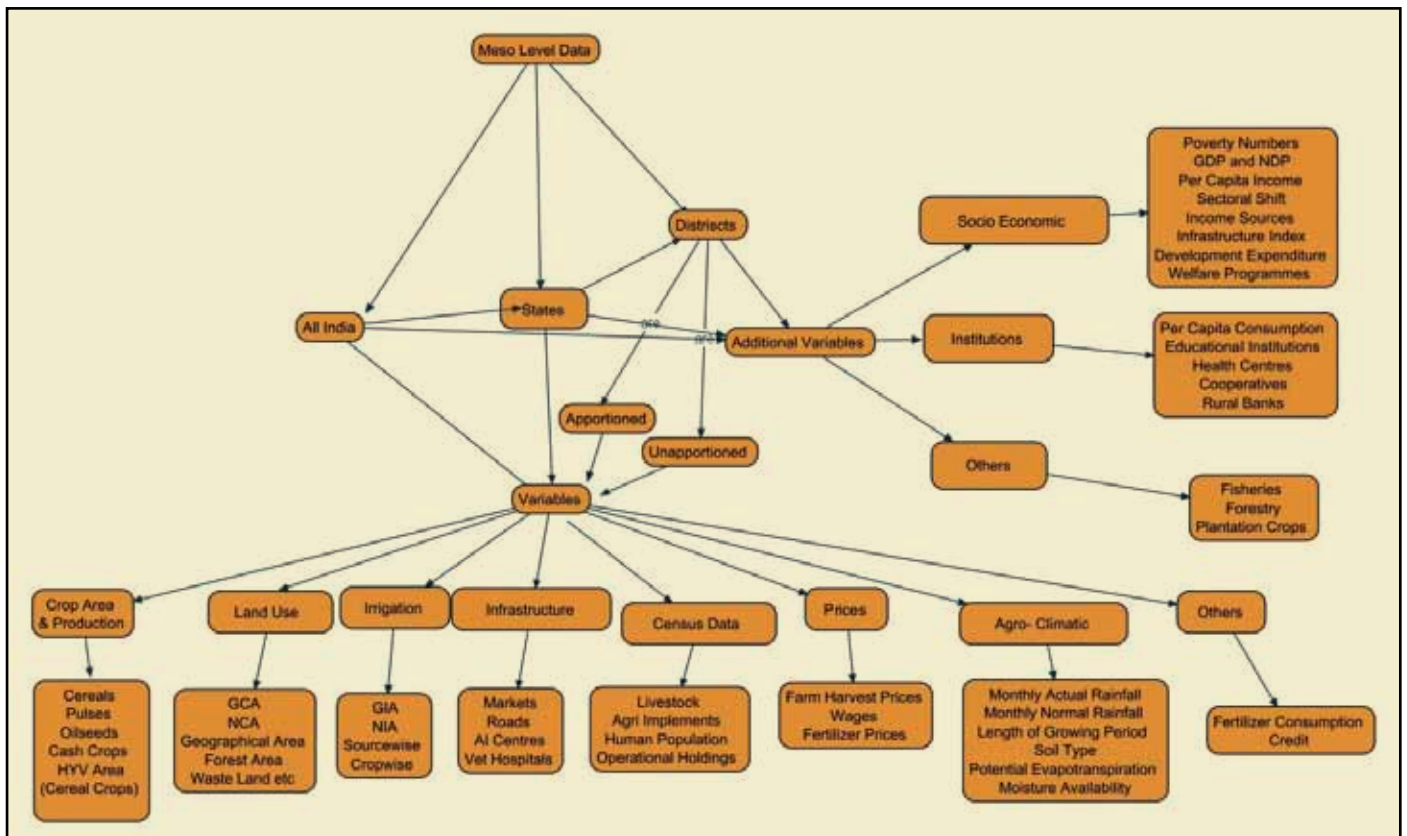 Meso Level Data
Distriects
All India
States
are
are
Additional Variables
Apportioned
Unapportioned
Variables
Socio Economic
Poverty Numbers
GDP and NDP
Per Capita Income
Sectoral Shift
Income Sources
Infrastructure Index
Development Expenditure
Welfare Programmes
Institutions
Per Capita Consumption
Educational Institutions
Health Centres
Cooperatives
Rural Banks
Others
Fisheries
Forestry
Plantation Crops
Crop Area
& Production
Cereals
Pulses
Oilseeds
Cash Crops
HYV Area
(Cereal Crops)
Land Use
GCA
NCA
Geographical Area
Forest Area
Waste Land etc
Irrigation
GIA
NIA
Sourcewise
Cropwise
Infrastructure
Markets
Roads
AI Centres
Vet Hospitals
Census Data
Livestock
Agri Implements
Human Population
Operational Holdings
Prices
Farm Harvest Prices
Wages
Fertilizer Prices
Agro- Climatic
Monthly Actual Rainfall
Monthly Normal Rainfall
Length of Growing Period
Soil Type
Potential Evapotranspiration
Moisture Availability
Others
Fertilizer Consumption
Credit